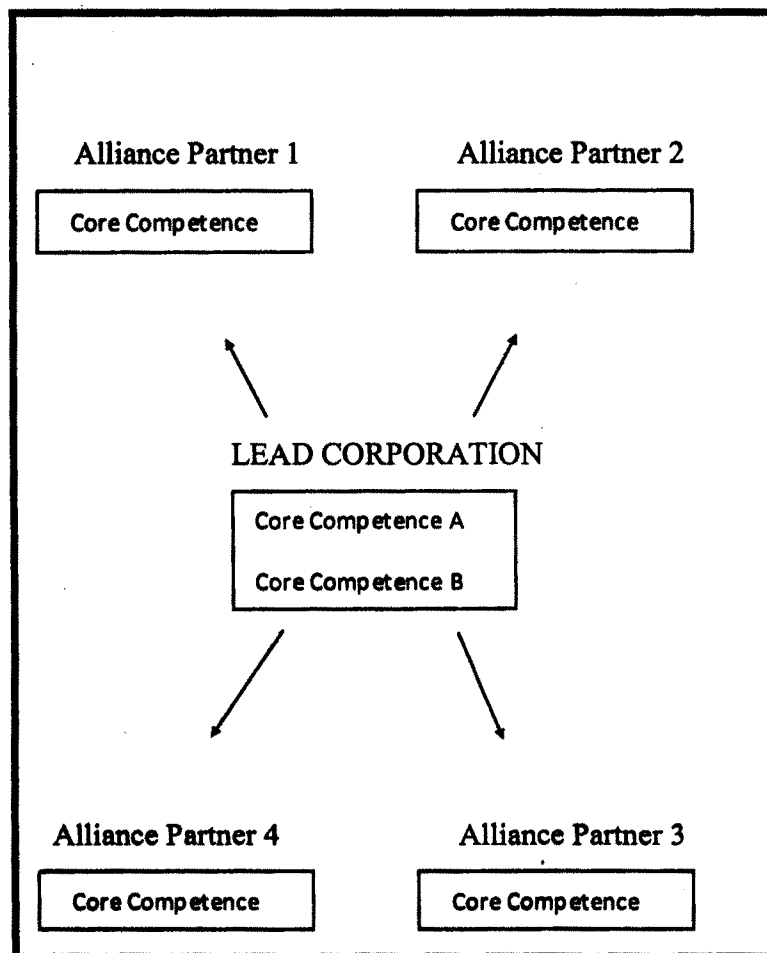 Alliance Partner 1
Alliance Partner 2
Core Competence
Core Competence
LEAD CORPORATION
Core Competence A
Core Competence B
Alliance Partner 4
Alliance Partner 3
Core Competence
Core Competence